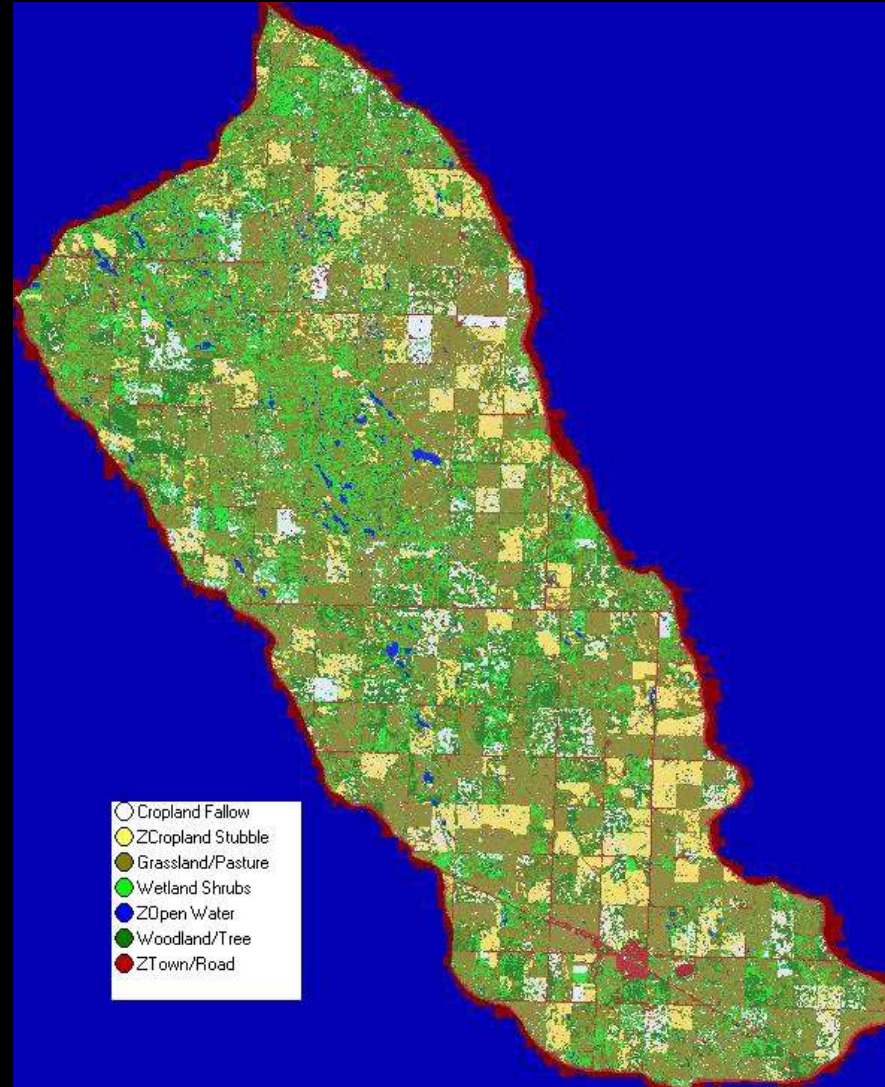 Cropland Fallow
ZCropland Stubble
Grassland/Pasture
Wetland Shrubs
ZOpen Water
Woodland/Tree
ZTown/Road